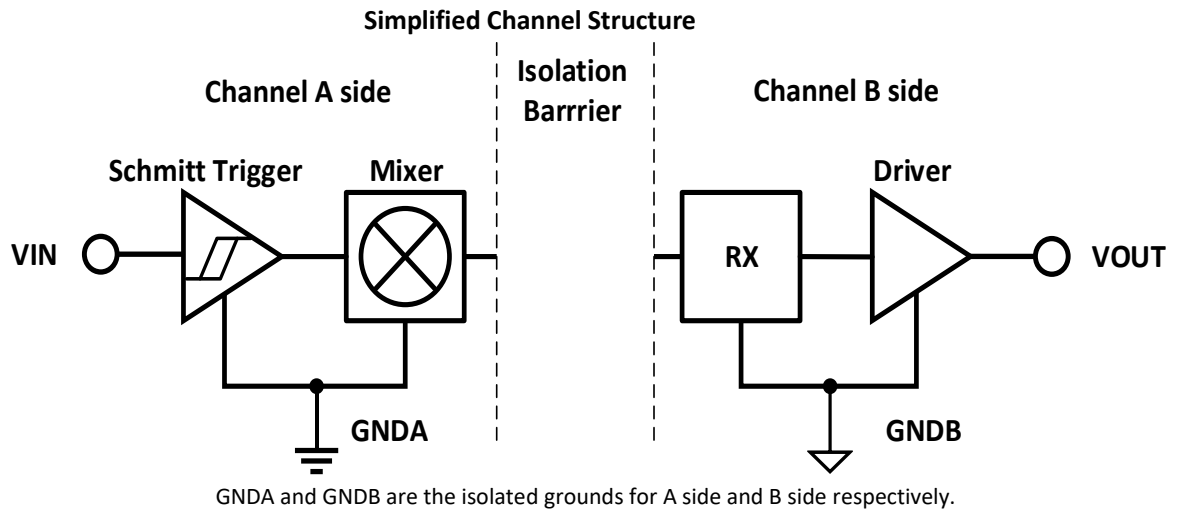 Simplified Channel Structure
Channel A side
Isolation
Barrrier
Channel B side
Schmitt Trigger
Mixer
Driver
VIN
RX
VOUT
GNDA
GNDB
GNDA and GNDB are the isolated grounds for A side and B side respectively.